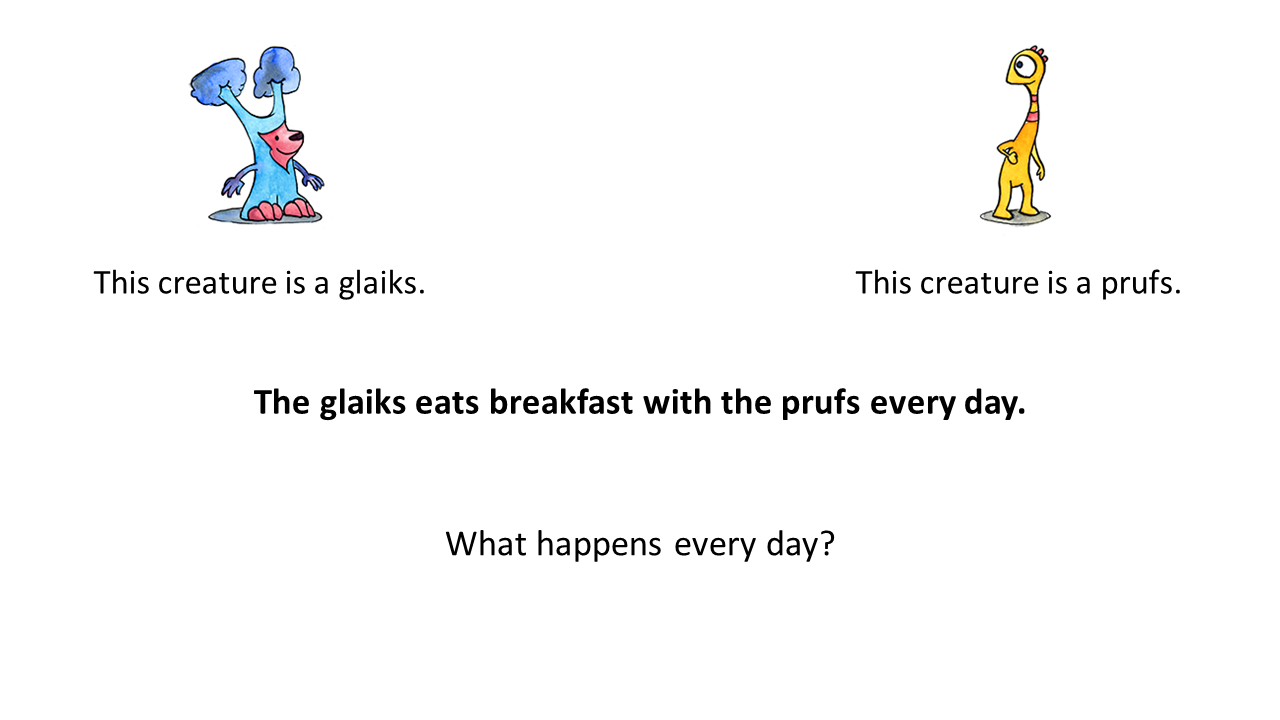 This creature is a glaiks.
This creature is a prufs.
The glaiks eats breakfast with the prufs every day.
What happens every day?